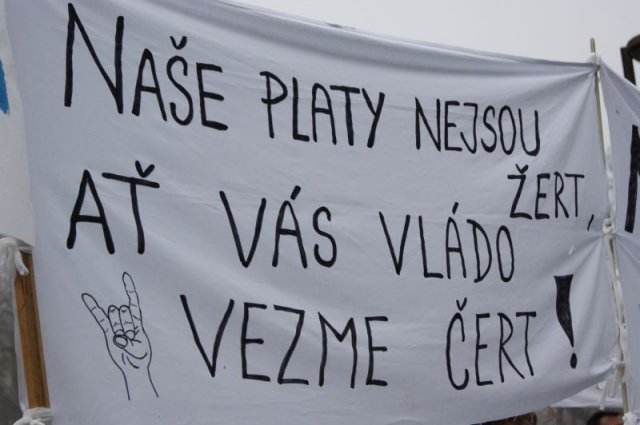 NAŠE PLATY NEJSOU
ŽERT,
AŤ VÁS VLÁDO
VEZME ČERT!